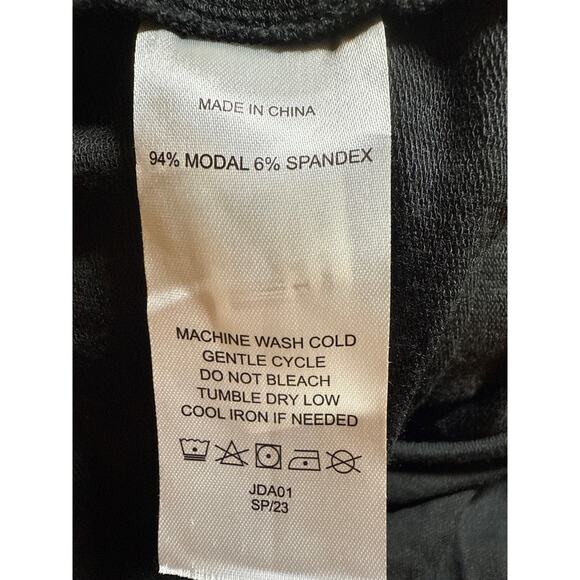 MADE IN CHINA
94% MODAL 6% SPANDEX
MACHINE WASH COLD
GENTLE CYCLE
DO NOT BLEACH
TUMBLE DRY LOW
COOL IRON IF NEEDED
JDA01
SP/23